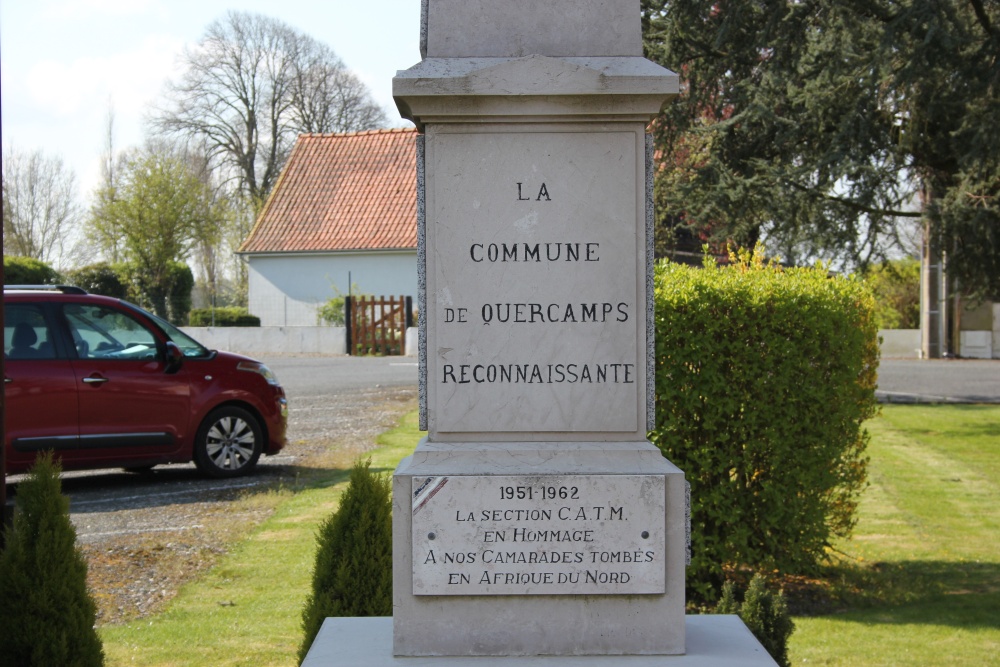 LA
COMMUNE
DE QUERCAMPS
RECONNAISSANTE
1951-1962
LA SECTION C.A.T.M.
EN HOMMAGE
A NOS CAMARADES TOMBÉS
EN AFRIQUE DU NORD